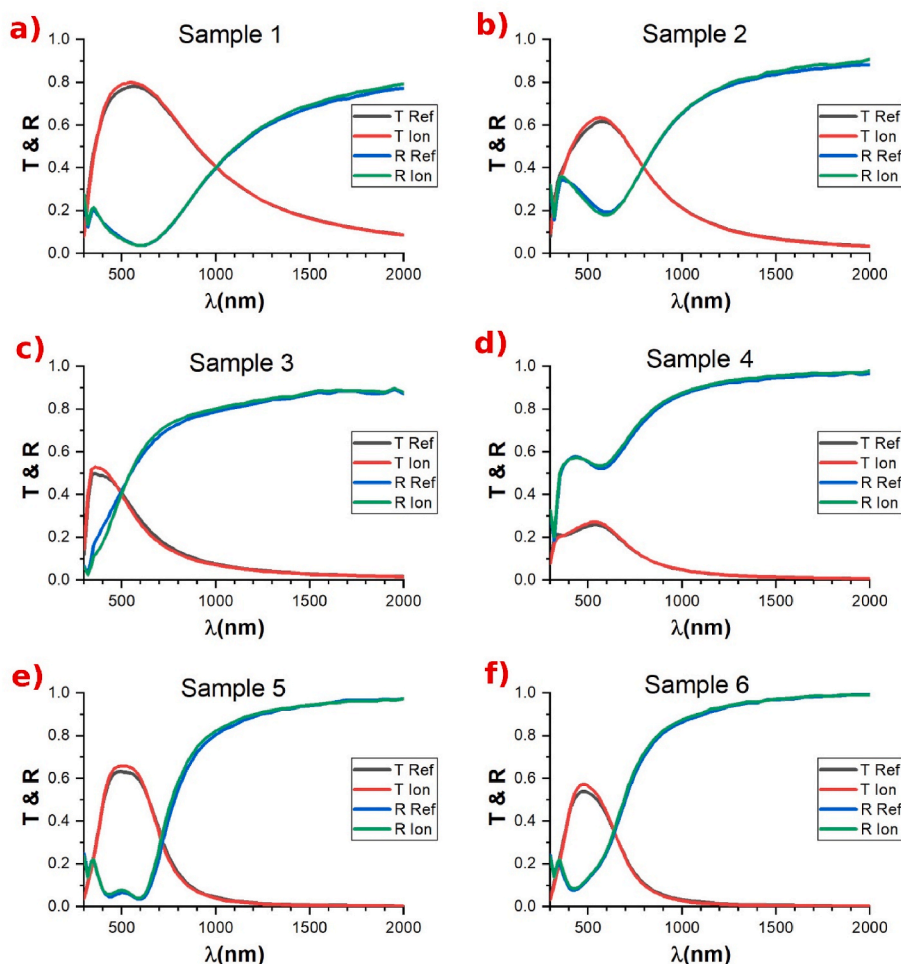 a)
Sample 1
T & R
1.0
0.8
0.6
0.4
0.2
0.0
T Ref
T Ion
R Ref
R Ion
500
1000
1500
2000
λ(nm)
b)
Sample 2
T & R
1.0
0.8
0.6
0.4
0.2
0.0
T Ref
T Ion
R Ref
R Ion
500
1000
1500
2000
λ(nm)
c)
Sample 3
T & R
1.0
0.8
0.6
0.4
0.2
0.0
T Ref
T Ion
R Ref
R Ion
500
1000
1500
2000
λ(nm)
d)
Sample 4
T & R
1.0
0.8
0.6
0.4
0.2
0.0
T Ref
T Ion
R Ref
R Ion
500
1000
1500
2000
λ(nm)
e)
Sample 5
T & R
1.0
0.8
0.6
0.4
0.2
0.0
T Ref
T Ion
R Ref
R Ion
500
1000
1500
2000
λ(nm)
f)
Sample 6
T & R
1.0
0.8
0.6
0.4
0.2
0.0
T Ref
T Ion
R Ref
R Ion
500
1000
1500
2000
λ(nm)